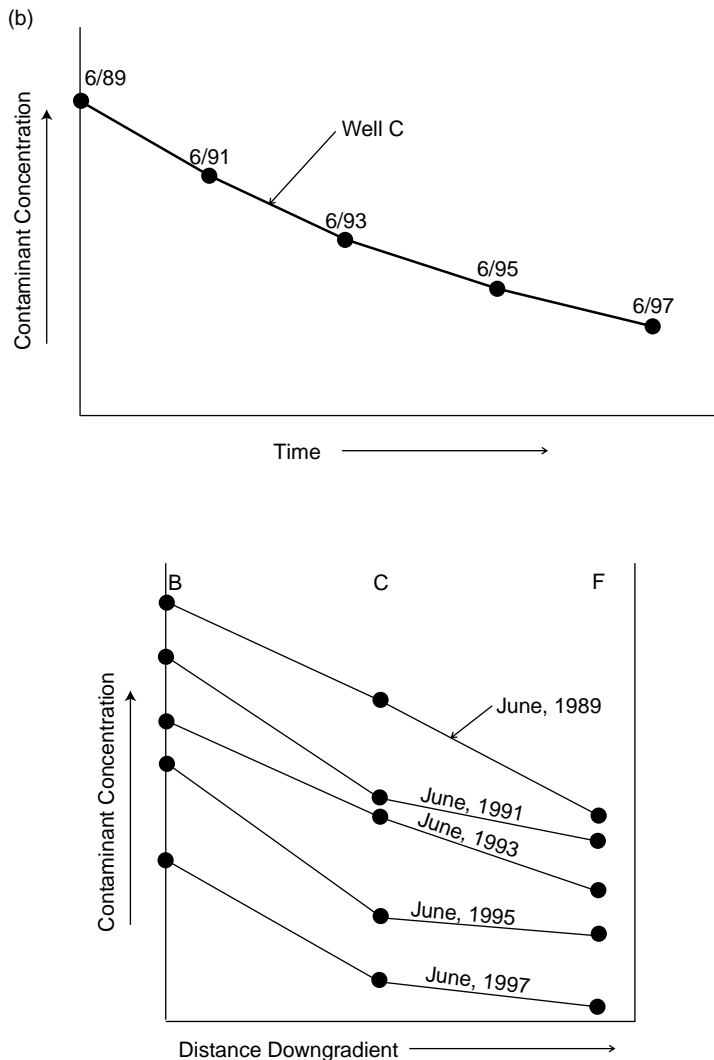 (b)
6/89
Well C
6/91
6/93
6/95
6/97
Contaminant Concentration
Time
B
C
F
June, 1989
June, 1991
June, 1993
June, 1995
June, 1997
Contaminant Concentration
Distance Downgradient